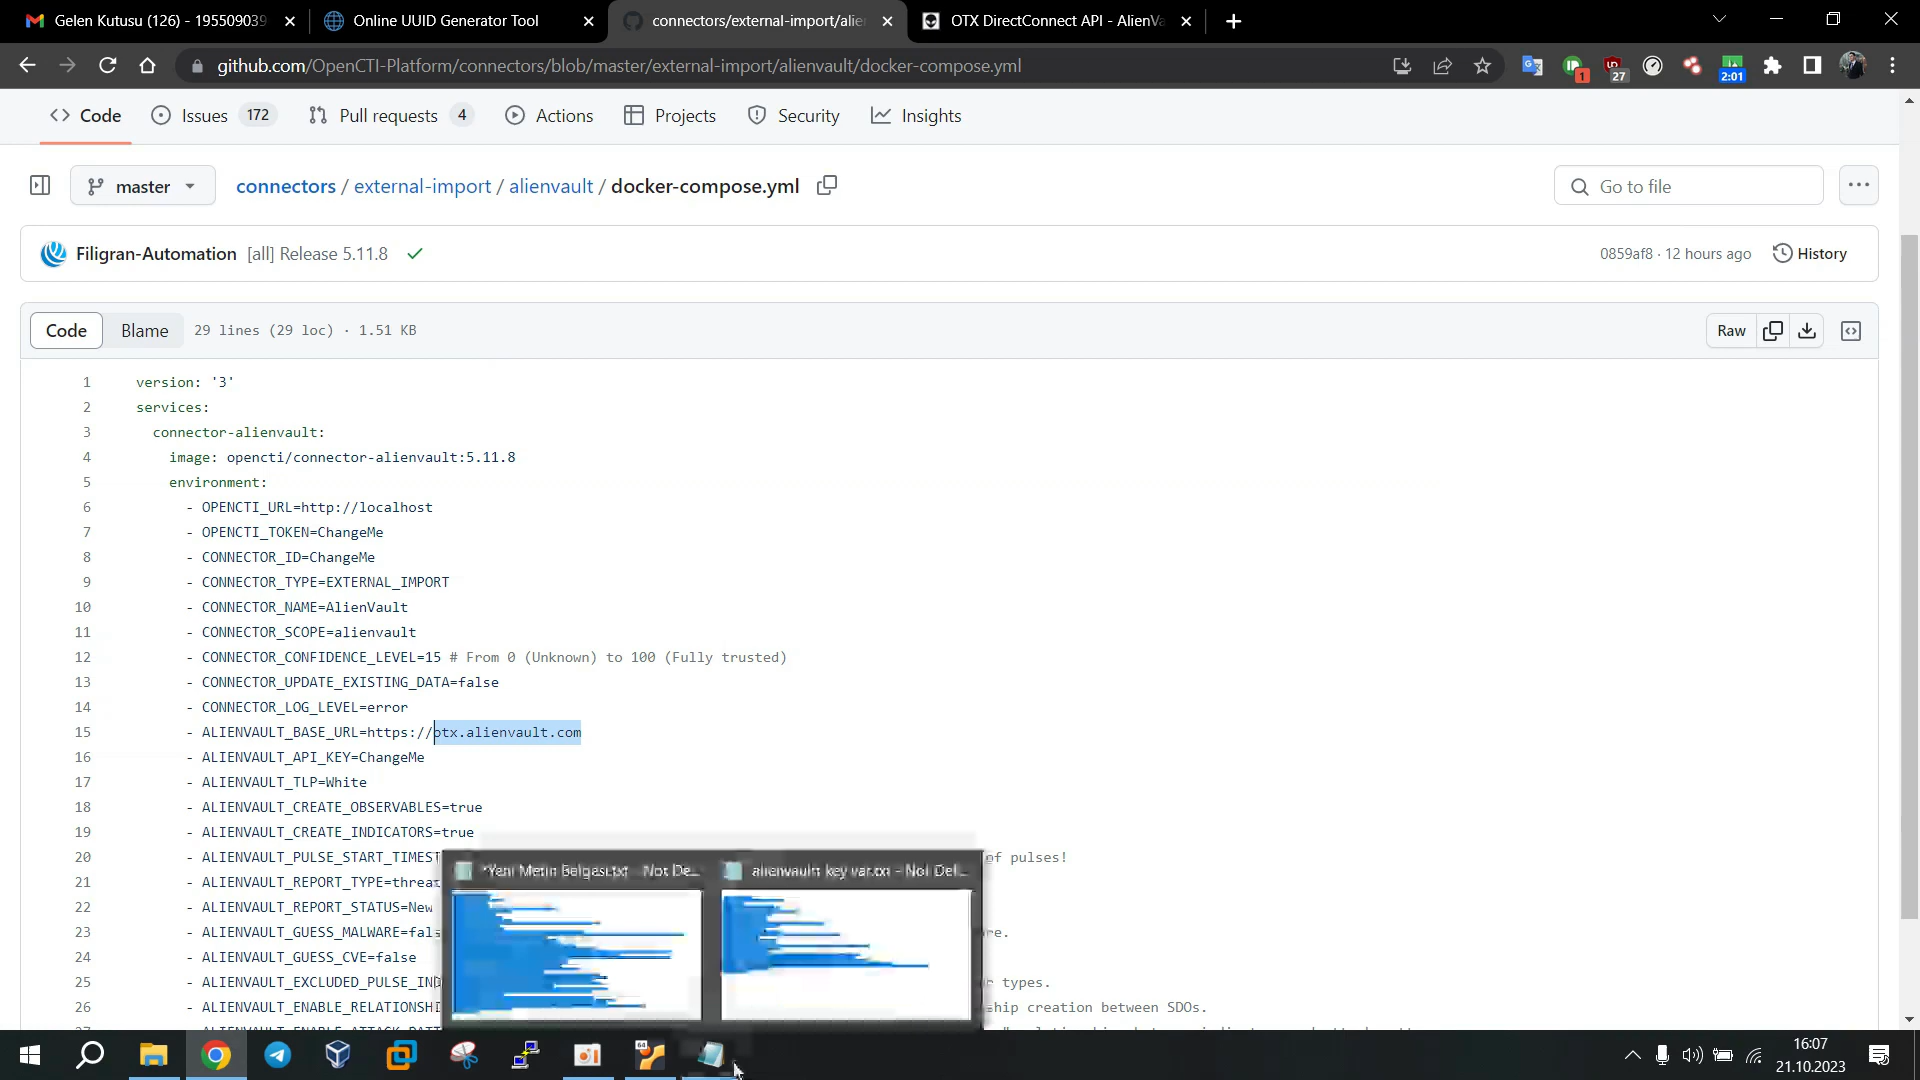 Gelen Kutusu (126) - 195509039
Online UUID Generator Tool
connectors/external-import/alie
OTX DirectConnect API - AlienVa
github.com/OpenCTI-Platform/connectors/blob/master/external-import/alienvault/docker-compose.yml
1
27
2:01
Code
Issues 172
Pull requests 4
Actions
Projects
Security
Insights
master
connectors / external-import / alienvault / docker-compose.yml
Go to file
Filigran-Automation [all] Release 5.11.8
0859af8 · 12 hours ago
History
Code
Blame
29 lines (29 loc) · 1.51 KB
Raw
1 version: '3'
2 services:
3 connector-alienvault:
4 image: opencti/connector-alienvault:5.11.8
5 environment:
6 - OPENCTI_URL=http://localhost
7 - OPENCTI_TOKEN=ChangeMe
8 - CONNECTOR_ID=ChangeMe
9 - CONNECTOR_TYPE=EXTERNAL_IMPORT
10 - CONNECTOR_NAME=AlienVault
11 - CONNECTOR_SCOPE=alienvault
12 - CONNECTOR_CONFIDENCE_LEVEL=15 # From 0 (Unknown) to 100 (Fully trusted)
13 - CONNECTOR_UPDATE_EXISTING_DATA=false
14 - CONNECTOR_LOG_LEVEL=error
15 - ALIENVAULT_BASE_URL=https://otx.alienvault.com
16 - ALIENVAULT_API_KEY=ChangeMe
17 - ALIENVAULT_TLP=White
18 - ALIENVAULT_CREATE_OBSERVABLES=true
19 - ALIENVAULT_CREATE_INDICATORS=true
20 - ALIENVAULT_PULSE_START_TIMEST of pulses!
21 - ALIENVAULT_REPORT_TYPE=threat
22 - ALIENVAULT_REPORT_STATUS=New
23 - ALIENVAULT_GUESS_MALWARE=fals re.
24 - ALIENVAULT_GUESS_CVE=false
25 - ALIENVAULT_EXCLUDED_PULSE_IND r types.
26 - ALIENVAULT_ENABLE_RELATIONSHI ship creation between SDOs.
*Yeni Metin Belgesi.txt - Not De...
alienvault key var.txt - Not Def...
64
16:07
21.10.2023